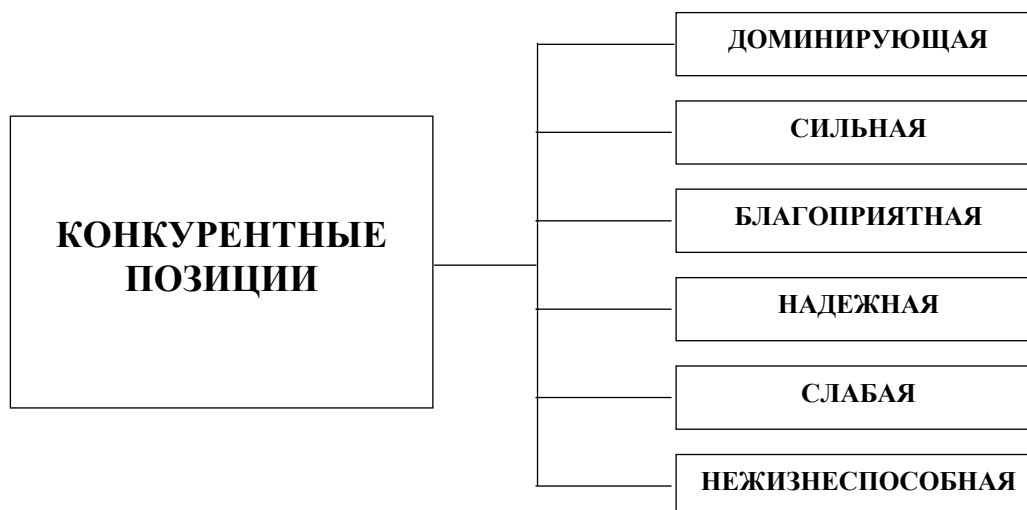 КОНКУРЕНТНЫЕ
ПОЗИЦИИ
ДОМИНИРУЮЩАЯ
СИЛЬНАЯ
БЛАГОПРИЯТНАЯ
НАДЕЖНАЯ
СЛАБАЯ
НЕЖИЗНЕСПОСОБНАЯ